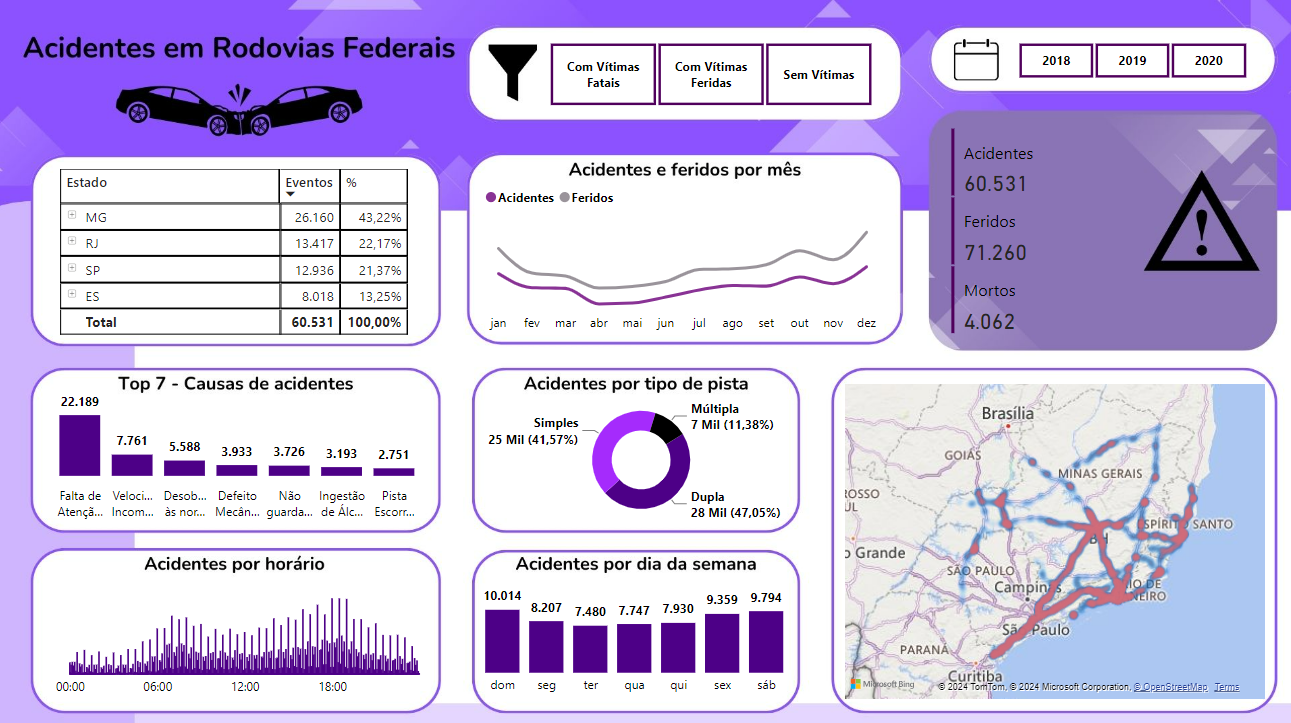 Acidentes em Rodovias Federais
Com Vítimas
Fatais
Com Vítimas
Feridas
Sem Vítimas
2018
2019
2020
Estado Eventos %
MG 26.160 43,22%
RJ 13.417 22,17%
SP 12.936 21,37%
ES 8.018 13,25%
Total 60.531 100,00%
Acidentes e feridos por mês
Acidentes Feridos
jan fev mar abr mai jun jul ago set out nov dez
Acidentes
60.531
Feridos
71.260
Mortos
4.062
Top 7 - Causas de acidentes
22.189 7.761 5.588 3.933 3.726 3.193 2.751
Falta de Veloci... Desob... Defeito Não Ingestão Pista
Atençã... Incom... às nor... Mecân... guarda... de Álc... Escorr...
Acidentes por tipo de pista
Múltipla
7 Mil (11,38%)
Simples
25 Mil (41,57%)
Dupla
28 Mil (47,05%)
Acidentes por horário
00:00 06:00 12:00 18:00
Acidentes por dia da semana
10.014 8.207 7.480 7.747 7.930 9.359 9.794
dom seg ter qua qui sex sáb
Brasília
GOIÁS
MINAS GERAIS
ROSSO
UL
ESPÍRITO SANTO
BH
o Grande
SÃO PAULO
Campinas
RIO DE
NEIRO
São Paulo
PARANÁ
Curitiba
Microsoft Bing
© 2024 TomTom, © 2024 Microsoft Corporation, © OpenStreetMap Terms